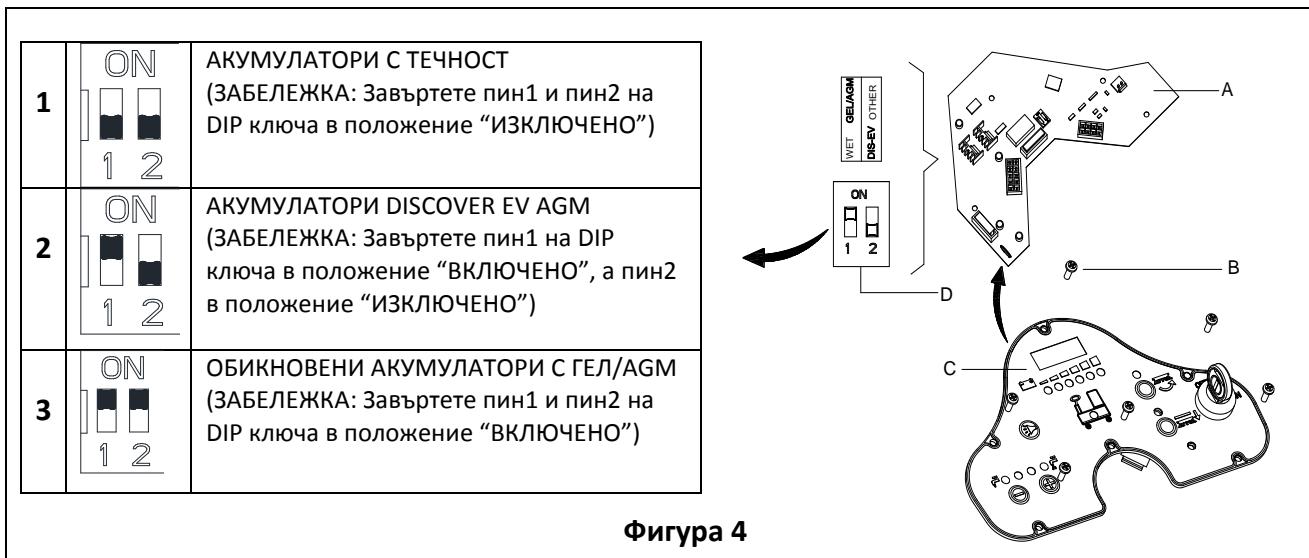 1
ON
1 2
АКУМУЛАТОРИ С ТЕЧНОСТ
(ЗАБЕЛЕЖКА: Завъртете пин1 и пин2 на
DIP ключа в положение “ИЗКЛЮЧЕНО”)
2
ON
1 2
АКУМУЛАТОРИ DISCOVER EV AGM
(ЗАБЕЛЕЖКА: Завъртете пин1 на DIP
ключа в положение “ВКЛЮЧЕНО”, а пин2
в положение “ИЗКЛЮЧЕНО”)
3
ON
1 2
ОБИКНОВЕНИ АКУМУЛАТОРИ С ГЕЛ/AGM
(ЗАБЕЛЕЖКА: Завъртете пин1 и пин2 на
DIP ключа в положение “ВКЛЮЧЕНО”)
WET GEL/AGM
DIS-EV OTHER
ON
1 2
A
B
C
D
Фигура 4